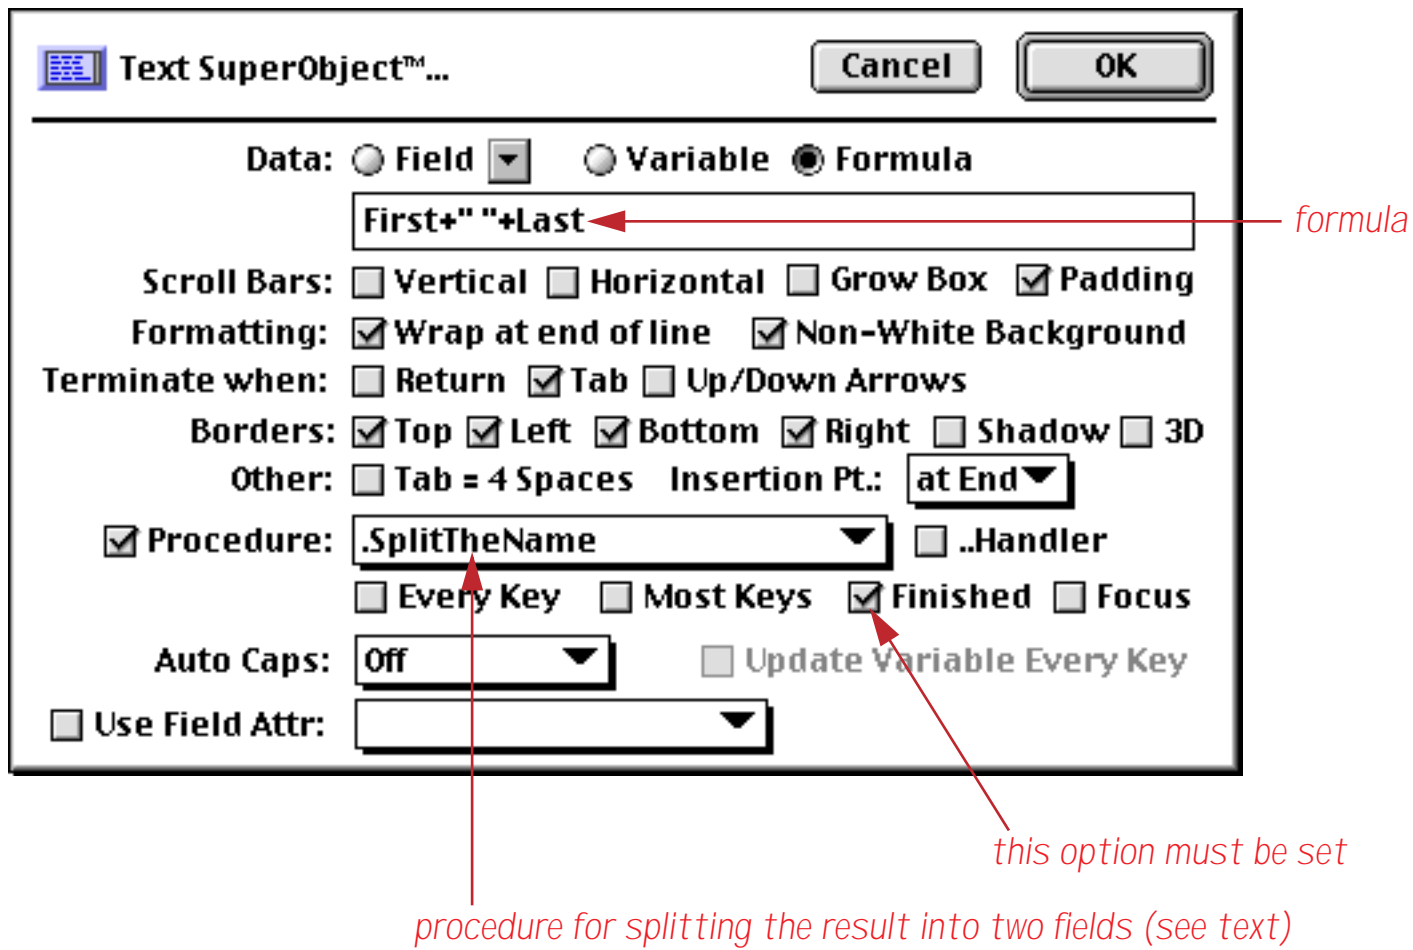 Text SuperObject™... Cancel OK
Data: Field Variable Formula
First+" "+Last formula
Scroll Bars: Vertical Horizontal Grow Box Padding
Formatting: Wrap at end of line Non-White Background
Terminate when: Return Tab Up/Down Arrows
Borders: Top Left Bottom Right Shadow 3D
Other: Tab = 4 Spaces Insertion Pt.: at End
Procedure: .SplitTheName ..Handler
Every Key Most Keys Finished Focus
Auto Caps: Off Update Variable Every Key
Use Field Attr:
this option must be set
procedure for splitting the result into two fields (see text)